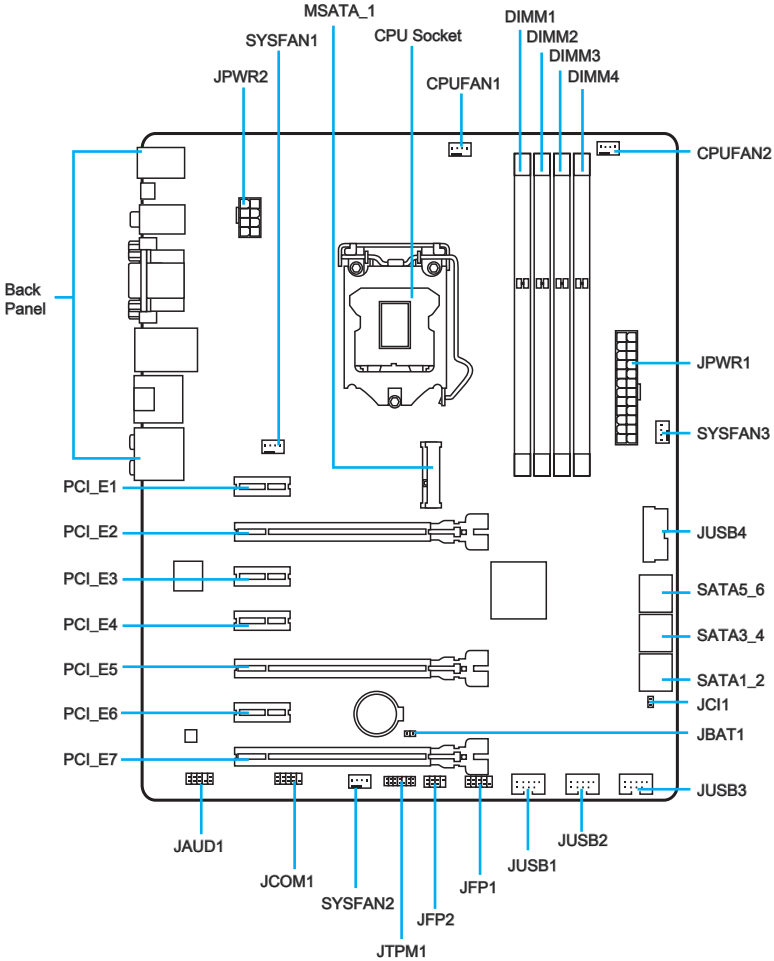 MSATA_1
DIMM1
CPU Socket
DIMM2
SYSFAN1
DIMM3
JPWR2
DIMM4
CPUFAN1
CPUFAN2
Back
Panel
JPWR1
SYSFAN3
PCI_E1
PCI_E2
JUSB4
PCI_E3
SATA5_6
PCI_E4
SATA3_4
PCI_E5
SATA1_2
JCI1
PCI_E6
JBAT1
PCI_E7
JUSB3
JAUD1
JUSB2
JUSB1
JCOM1
JFP1
SYSFAN2
JFP2
JTPM1